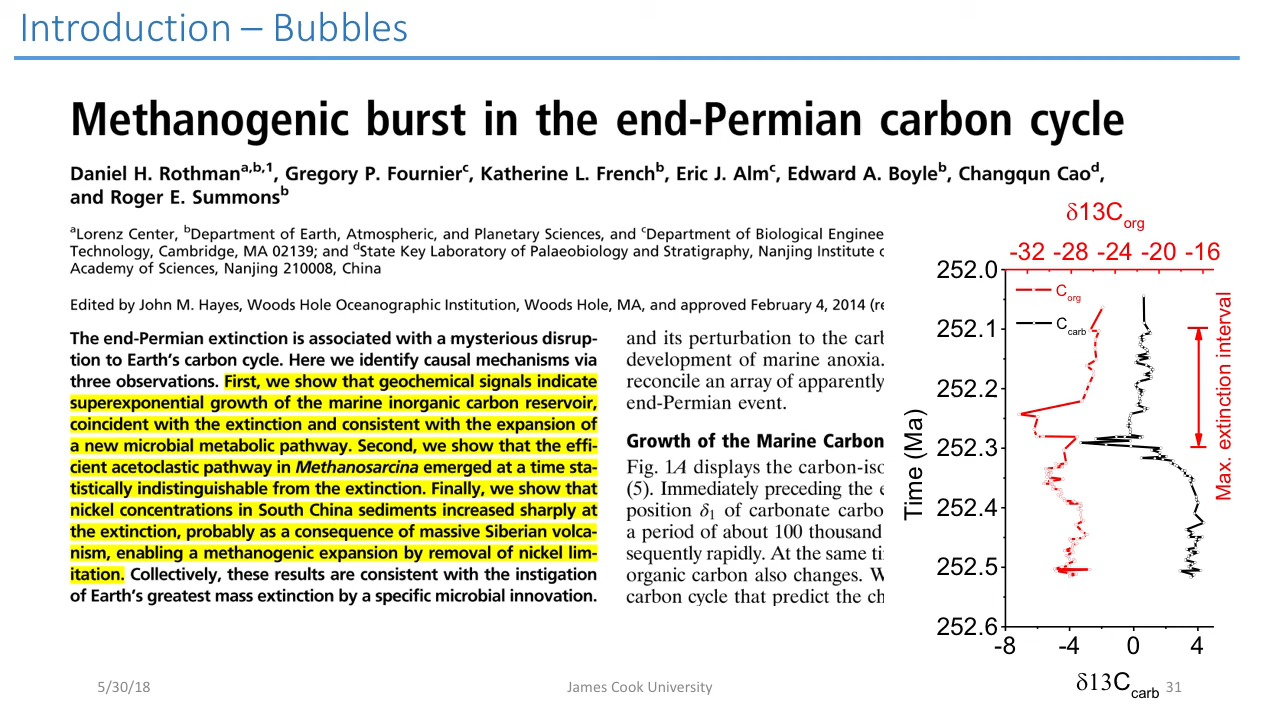 Introduction – Bubbles
Methanogenic burst in the end-Permian carbon cycle
Daniel H. Rothmana,b,1, Gregory P. Fournierc, Katherine L. Frenchb, Eric J. Almc, Edward A. Boyleb, Changqun Caod,
and Roger E. Summonsb
aLorenz Center, bDepartment of Earth, Atmospheric, and Planetary Sciences, and cDepartment of Biological Enginee
Technology, Cambridge, MA 02139; and dState Key Laboratory of Palaeobiology and Stratigraphy, Nanjing Institute o
Academy of Sciences, Nanjing 210008, China
Edited by John M. Hayes, Woods Hole Oceanographic Institution, Woods Hole, MA, and approved February 4, 2014 (re
The end-Permian extinction is associated with a mysterious disrup-
tion to Earth's carbon cycle. Here we identify causal mechanisms via
three observations. First, we show that geochemical signals indicate
superexponential growth of the marine inorganic carbon reservoir,
coincident with the extinction and consistent with the expansion of
a new microbial metabolic pathway. Second, we show that the effi-
cient acetoclastic pathway in Methanosarcina emerged at a time sta-
tistically indistinguishable from the extinction. Finally, we show that
nickel concentrations in South China sediments increased sharply at
the extinction, probably as a consequence of massive Siberian volca-
nism, enabling a methanogenic expansion by removal of nickel lim-
itation. Collectively, these results are consistent with the instigation
of Earth's greatest mass extinction by a specific microbial innovation.
and its perturbation to the carb
development of marine anoxia.
reconcile an array of apparently
end-Permian event.
Growth of the Marine Carbon
Fig. 1A displays the carbon-iso
(5). Immediately preceding the e
position δ1 of carbonate carbo
a period of about 100 thousand
sequently rapidly. At the same ti
organic carbon also changes. W
carbon cycle that predict the ch
δ13Corg
-32 -28 -24 -20 -16
252.0
252.1
252.2
252.3
252.4
252.5
252.6
Time (Ma)
Corg
Ccarb
Max. extinction interval
-8 -4 0 4
δ13Ccarb
5/30/18
James Cook University
31